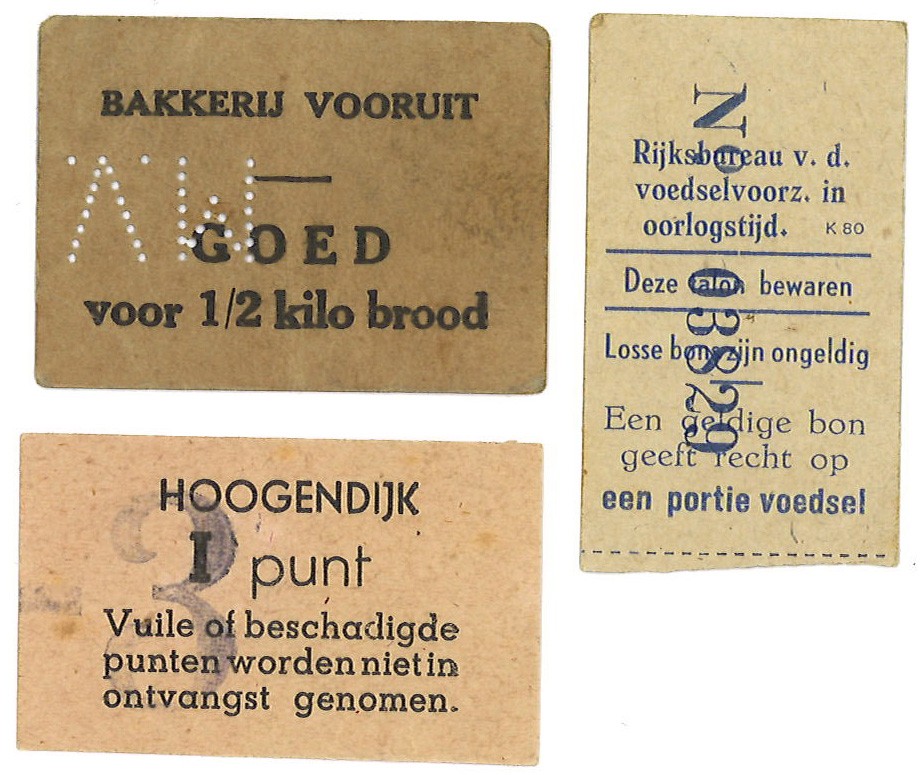 BAKKERIJ VOORUIT
GOED
voor 1/2 kilo brood
Rijksbureau v. d.
voedselvoorz. in
oorlogstijd. K 80
Deze talon bewaren
Losse bons zijn ongeldig
Een geldige bon
geeft recht op
een portie voedsel
No 03829
HOOGENDIJK
1 punt
Vuile of beschadigde
punten worden niet in
ontvangst genomen.
3